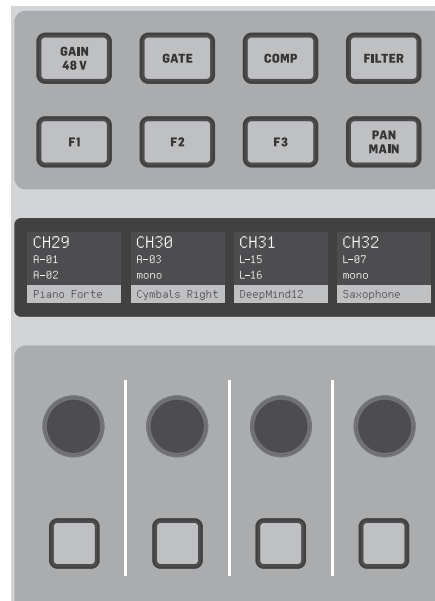 GAIN
48 V
GATE
COMP
FILTER
F1
F2
F3
PAN
MAIN
CH29
A-01
A-02
Piano Forte
CH30
A-03
mono
Cymbals Right
CH31
L-15
L-16
DeepMind12
CH32
L-07
mono
Saxophone